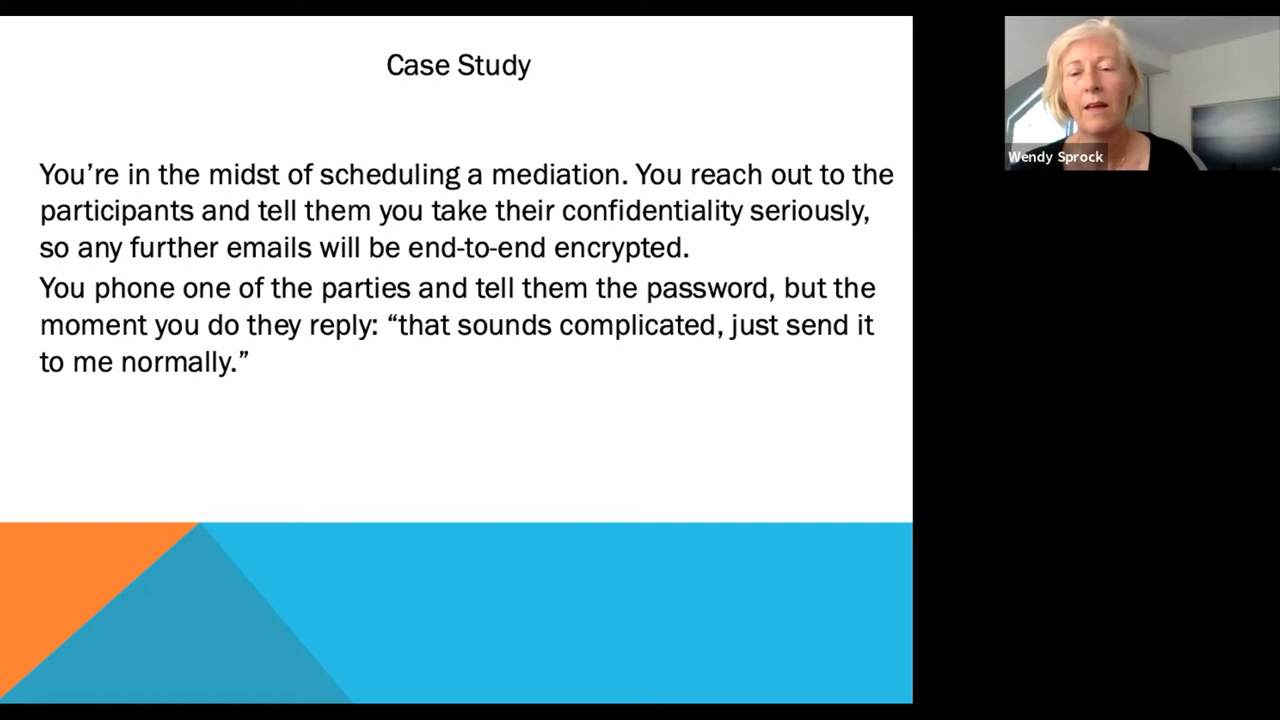 Case Study
You’re in the midst of scheduling a mediation. You reach out to the
participants and tell them you take their confidentiality seriously,
so any further emails will be end-to-end encrypted.
You phone one of the parties and tell them the password, but the
moment you do they reply: “that sounds complicated, just send it
to me normally.”
Wendy Sprock